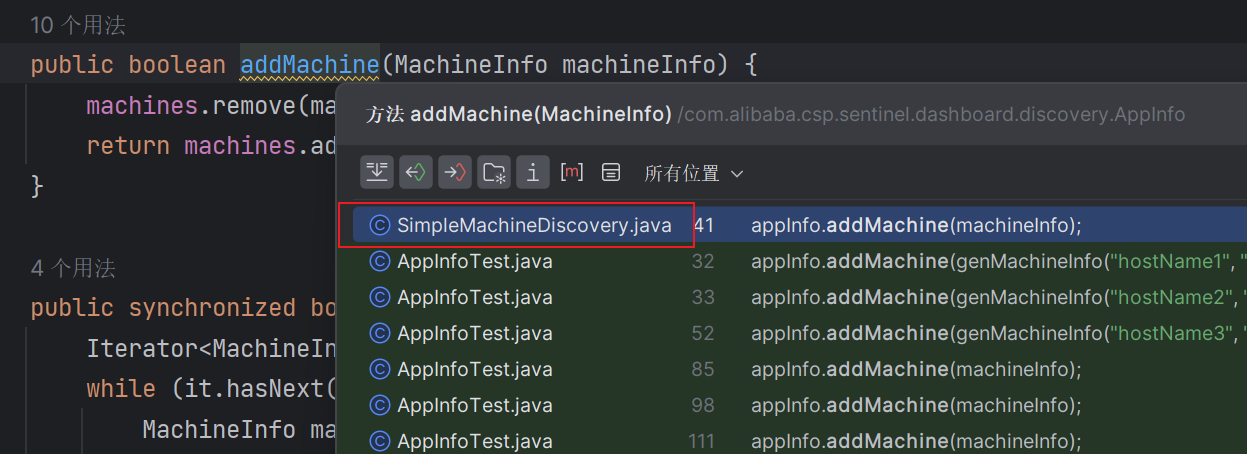 10 个用法
public boolean addMachine(MachineInfo machineInfo) {
machines.remove(ma
return machines.ad
}
4 个用法
public synchronized bo
Iterator<MachineIn
while (it.hasNext(
MachineInfo ma
方法 addMachine(MachineInfo) /com.alibaba.csp.sentinel.dashboard.discovery.AppInfo
所有位置
SimpleMachineDiscovery.java 41 appInfo.addMachine(machineInfo);
AppInfoTest.java 32 appInfo.addMachine(genMachineInfo("hostName1", "
AppInfoTest.java 33 appInfo.addMachine(genMachineInfo("hostName2", "
AppInfoTest.java 52 appInfo.addMachine(genMachineInfo("hostName3", "
AppInfoTest.java 85 appInfo.addMachine(machineInfo);
AppInfoTest.java 98 appInfo.addMachine(machineInfo);
AppInfoTest.java 111 appInfo.addMachine(machineInfo);